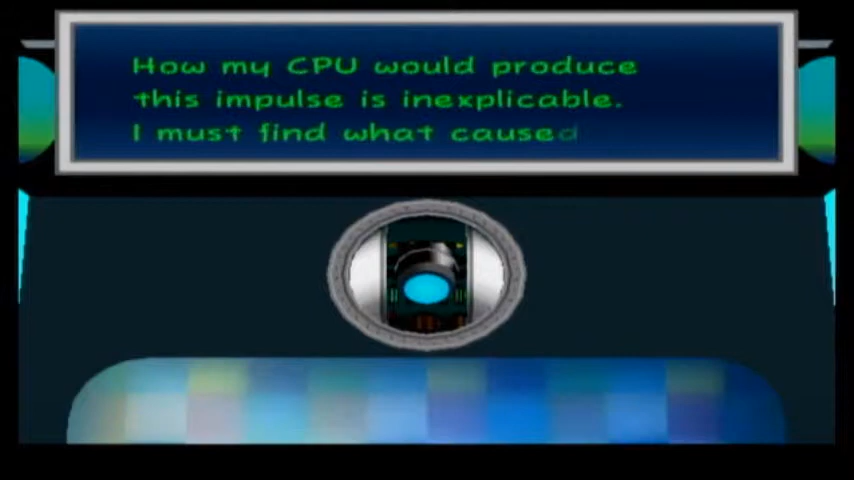 How my CPU would produce
this impulse is inexplicable.
I must find what caused